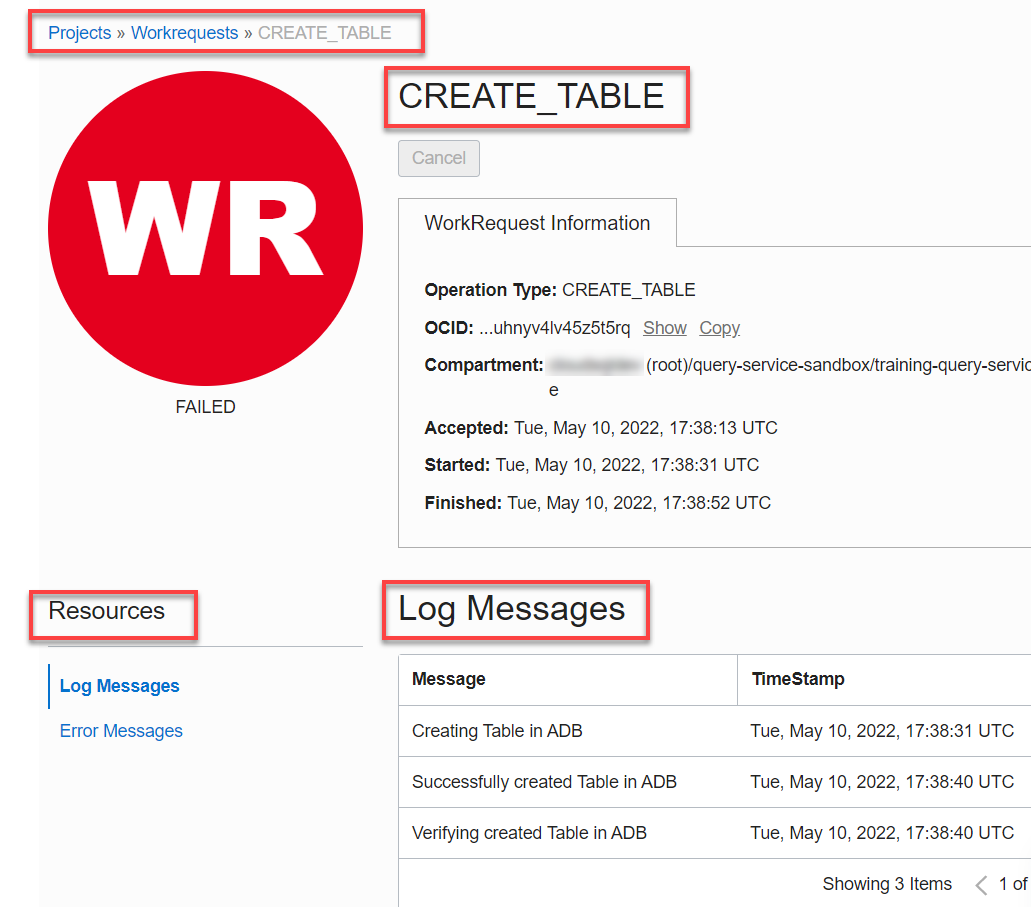 Projects » Workrequests » CREATE_TABLE
WR
FAILED
CREATE_TABLE
Cancel
WorkRequest Information
Operation Type: CREATE_TABLE
OCID: ...uhnyv4lv45z5t5rq Show Copy
Compartment: (root)/query-service-sandbox/training-query-servic
e
Accepted: Tue, May 10, 2022, 17:38:13 UTC
Started: Tue, May 10, 2022, 17:38:31 UTC
Finished: Tue, May 10, 2022, 17:38:52 UTC
Resources
Log Messages
Error Messages
Log Messages
Message TimeStamp
Creating Table in ADB Tue, May 10, 2022, 17:38:31 UTC
Successfully created Table in ADB Tue, May 10, 2022, 17:38:40 UTC
Verifying created Table in ADB Tue, May 10, 2022, 17:38:40 UTC
Showing 3 Items < 1 of